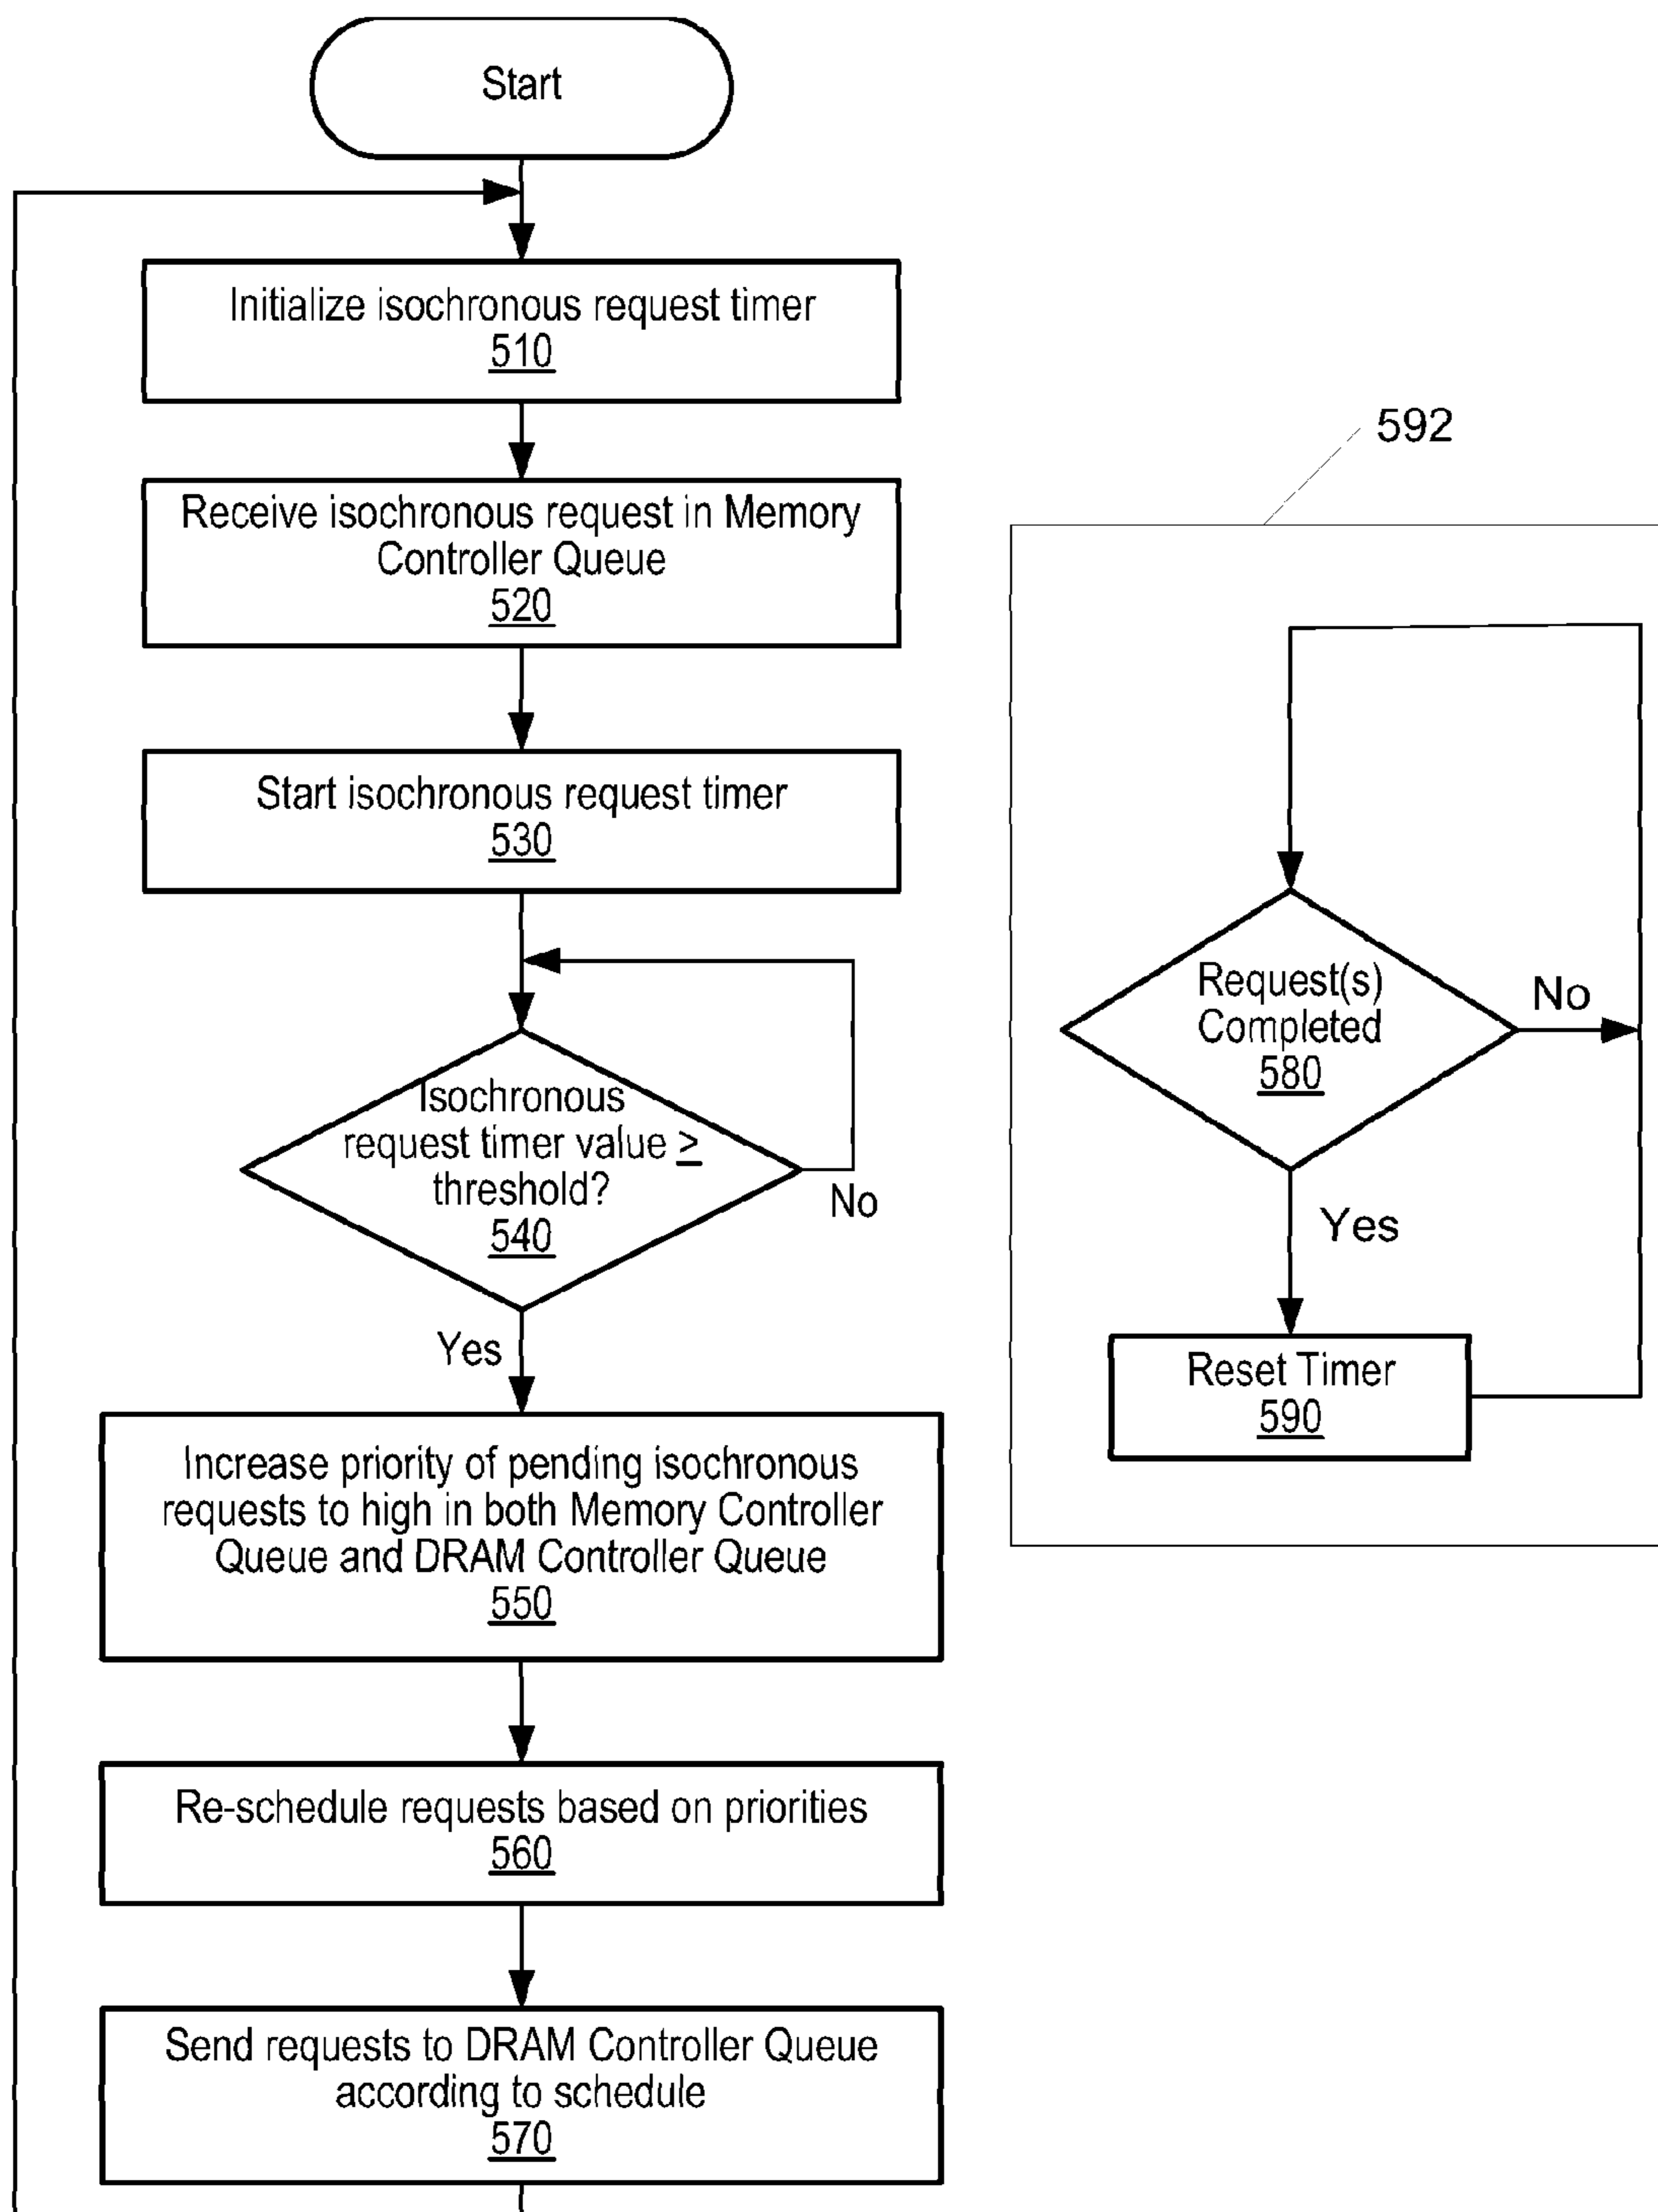 Start
Initialize isochronous request timer
510
Receive isochronous request in Memory
Controller Queue
520
Start isochronous request timer
530
Isochronous
request timer value ≥
threshold?
540
No
Yes
Increase priority of pending isochronous
requests to high in both Memory Controller
Queue and DRAM Controller Queue
550
Re-schedule requests based on priorities
560
Send requests to DRAM Controller Queue
according to schedule
570
592
Request(s)
Completed
580
No
Yes
Reset Timer
590